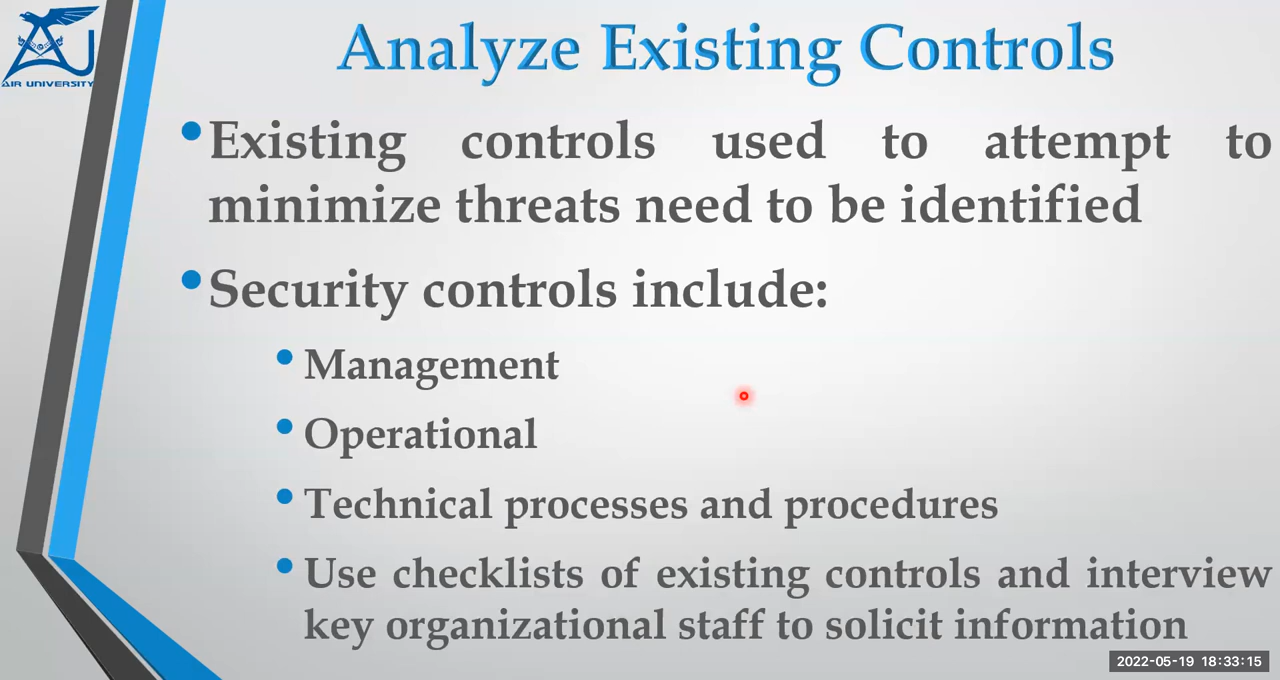 AIR UNIVERSITY
Analyze Existing Controls
• Existing controls used to attempt to
minimize threats need to be identified
• Security controls include:
• Management
• Operational
• Technical processes and procedures
• Use checklists of existing controls and interview
key organizational staff to solicit information
2022-05-19 18:33:15